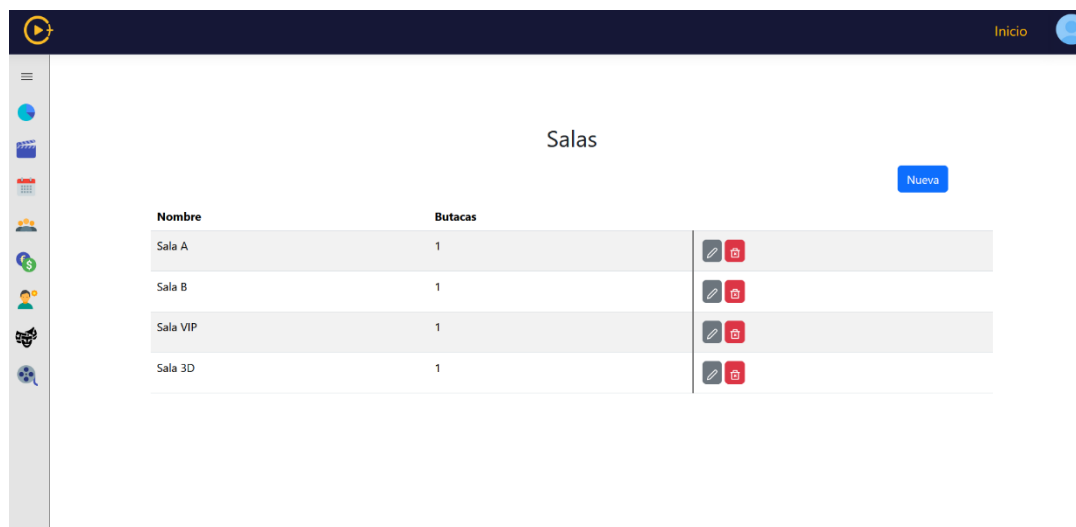 Inicio
Salas
Nueva
Nombre Butacas
Sala A 1
Sala B 1
Sala VIP 1
Sala 3D 1